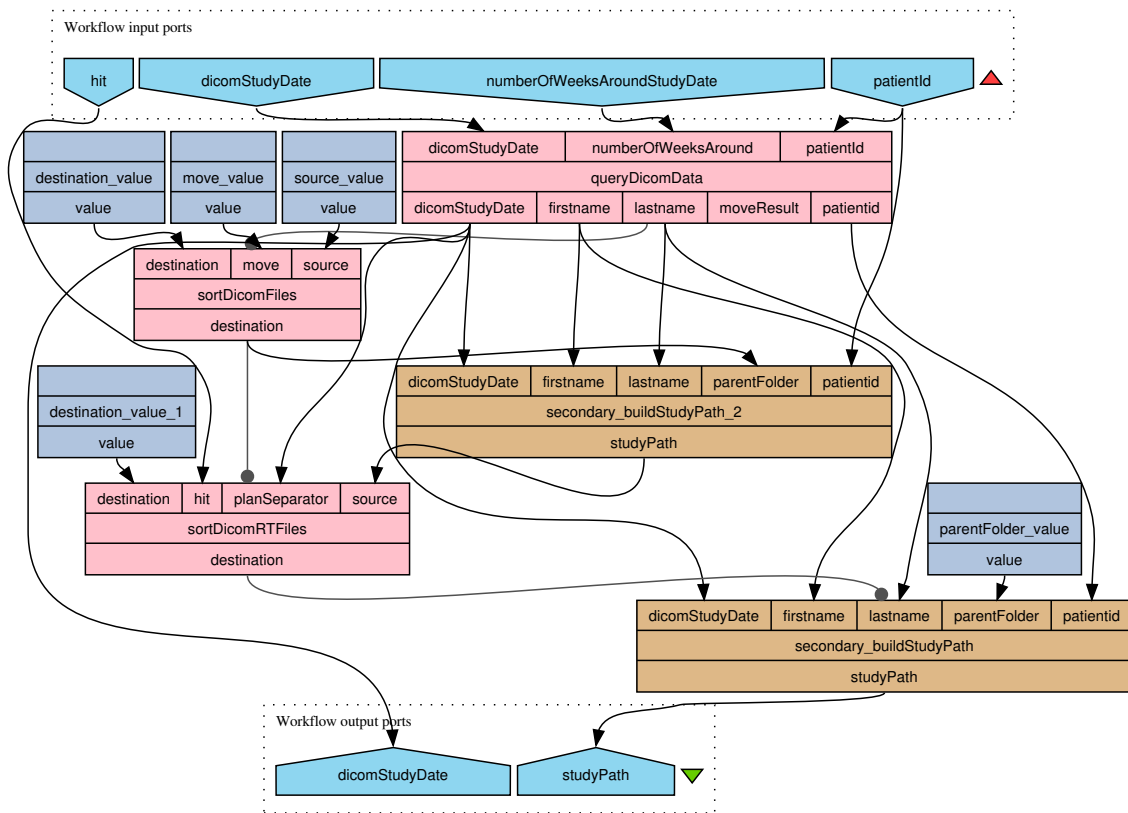 Workflow input ports
hit
dicomStudyDate
numberOfWeeksAroundStudyDate
patientId
destination_value
value
move_value
value
source_value
value
dicomStudyDate numberOfWeeksAround patientId
queryDicomData
dicomStudyDate firstname lastname moveResult patientid
destination move source
sortDicomFiles
destination
destination_value_1
value
dicomStudyDate firstname lastname parentFolder patientid
secondary_buildStudyPath_2
studyPath
destination hit planSeparator source
sortDicomRTFiles
destination
parentFolder_value
value
dicomStudyDate firstname lastname parentFolder patientid
secondary_buildStudyPath
studyPath
Workflow output ports
dicomStudyDate
studyPath